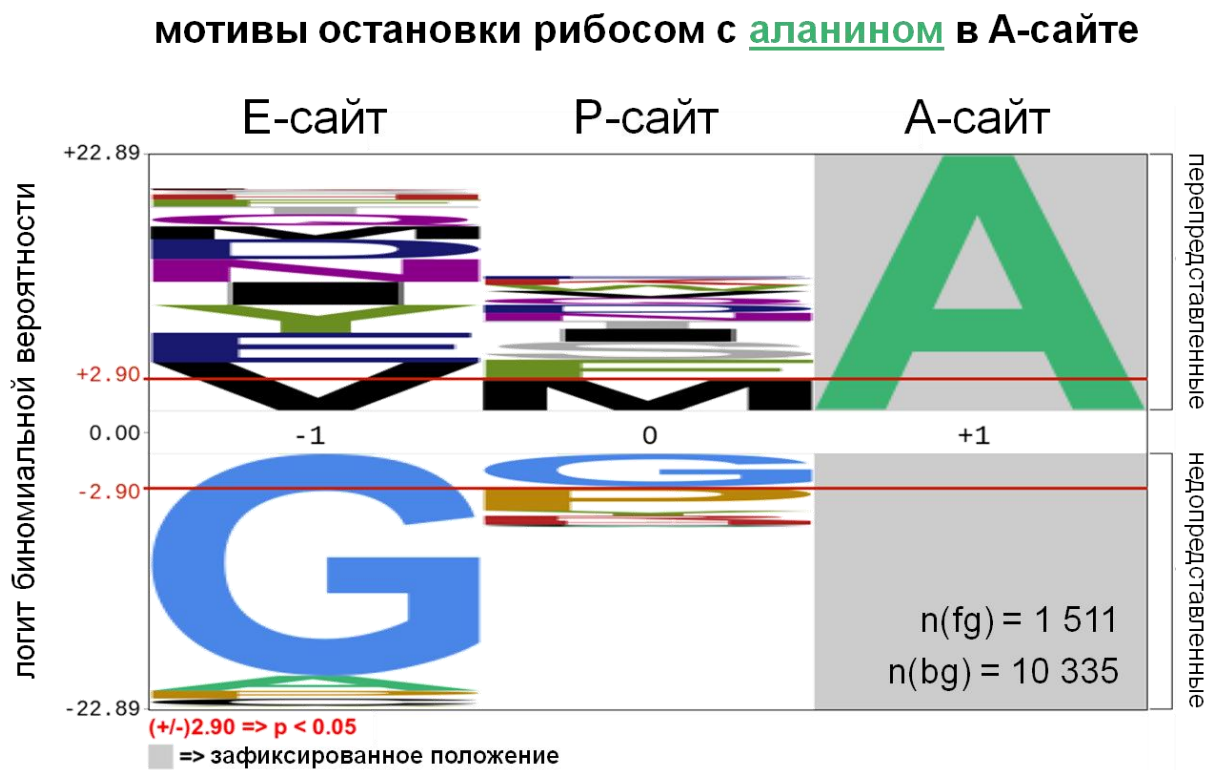 мотивы остановки рибосом с аланином в А-сайте
Е-сайт Р-сайт А-сайт
логит биномиальной вероятности
+22.89
+2.90
0.00
-2.90
-22.89
-1 0 +1
V
E
Y
I
N
D
M
M
F
S
I
A
G
A
G
P
перепредставленные
недопредставленные
n(fg) = 1 511
n(bg) = 10 335
(+/-)2.90 => p < 0.05
=> зафиксированное положение